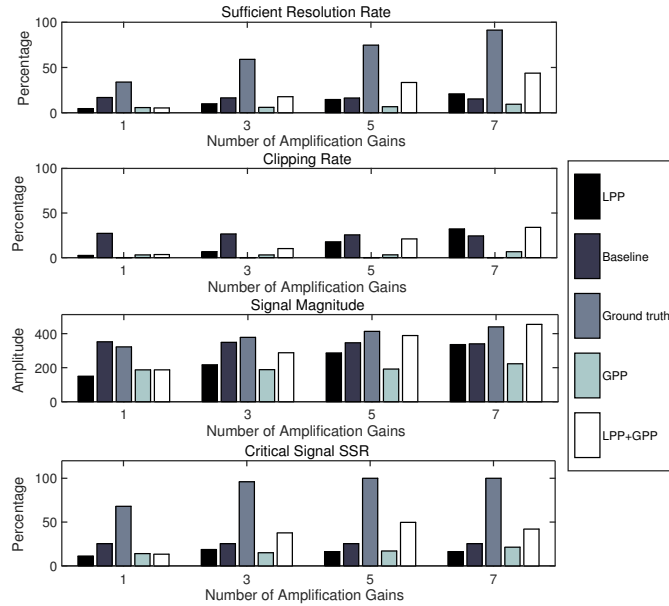 Sufficient Resolution Rate
100
50
0
Percentage
1 3 5 7
Number of Amplification Gains
Clipping Rate
100
50
0
Percentage
1 3 5 7
Number of Amplification Gains
Signal Magnitude
400
200
0
Amplitude
1 3 5 7
Number of Amplification Gains
Critical Signal SSR
100
50
0
Percentage
1 3 5 7
Number of Amplification Gains
LPP
Baseline
Ground truth
GPP
LPP+GPP